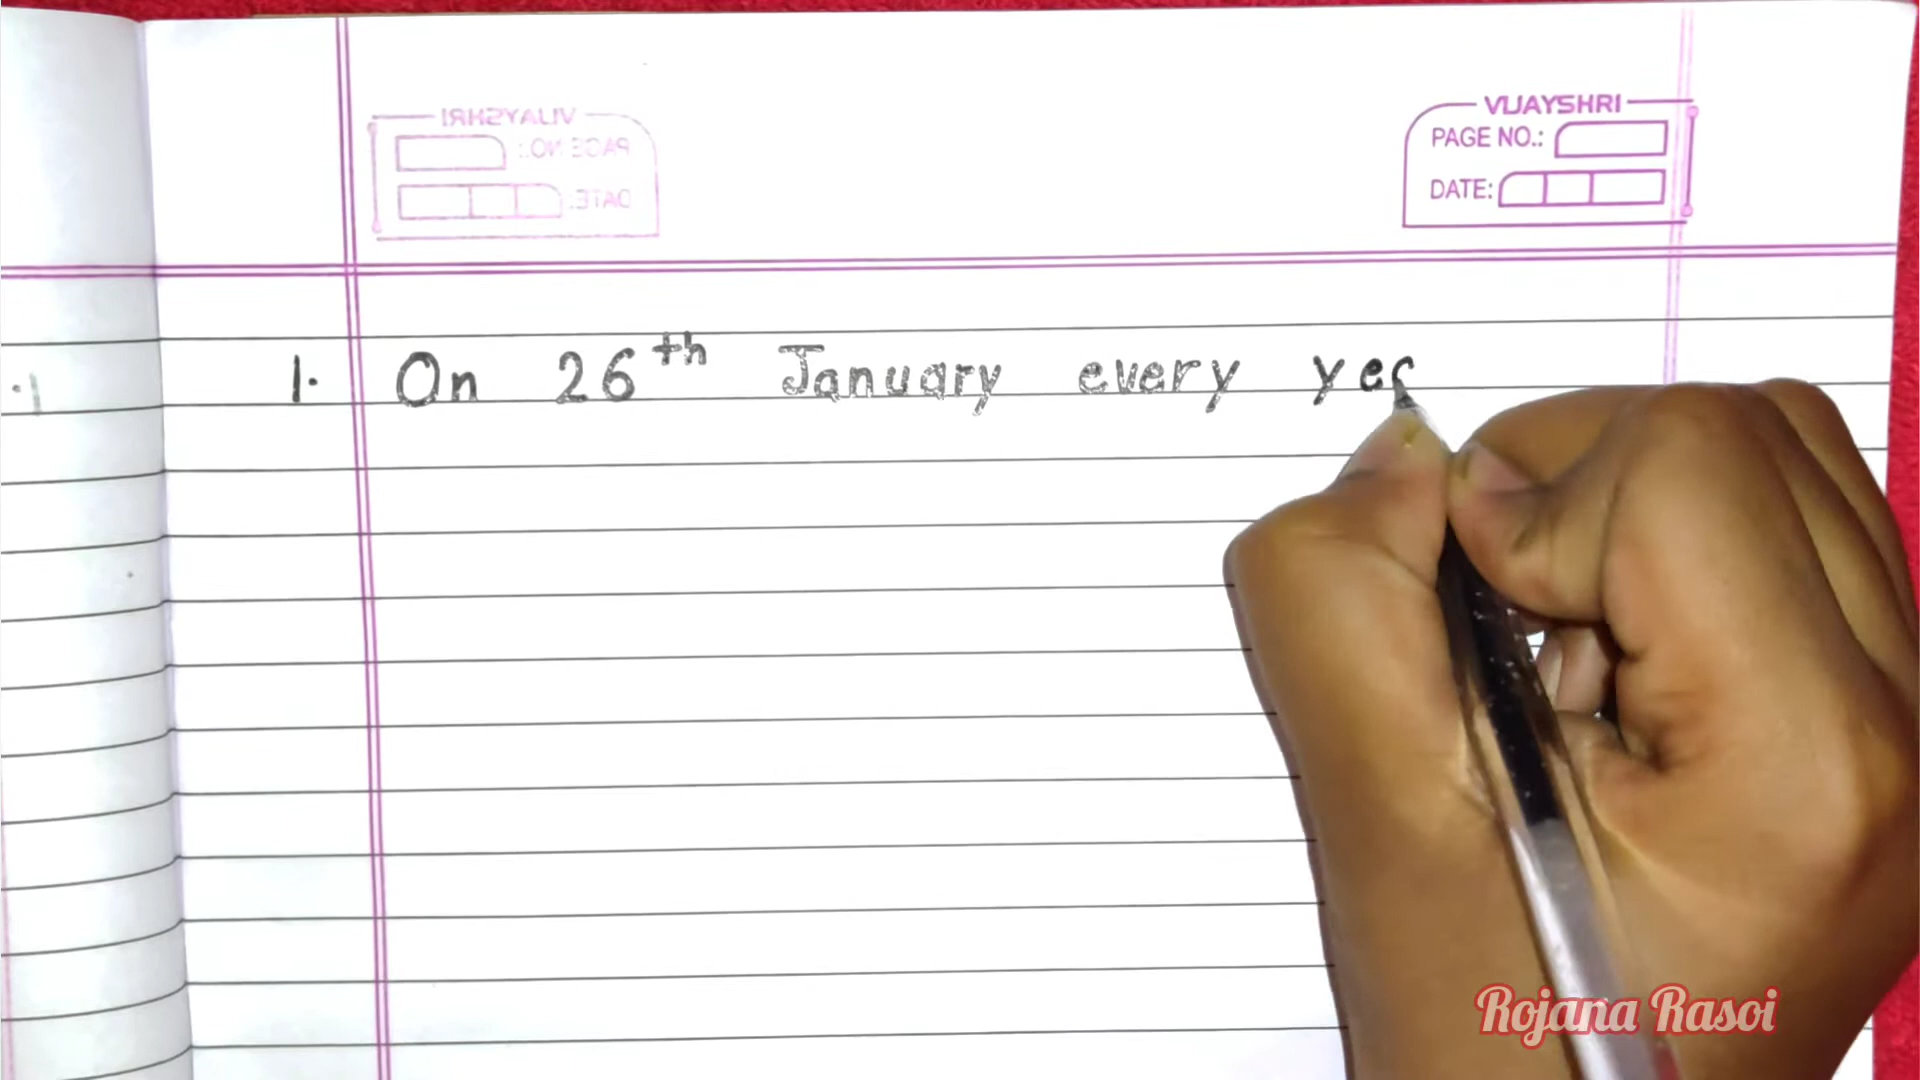 VIJAYSHRI
PAGE NO.:
DATE:
1. On 26th January every yea
Rojana Rasoi